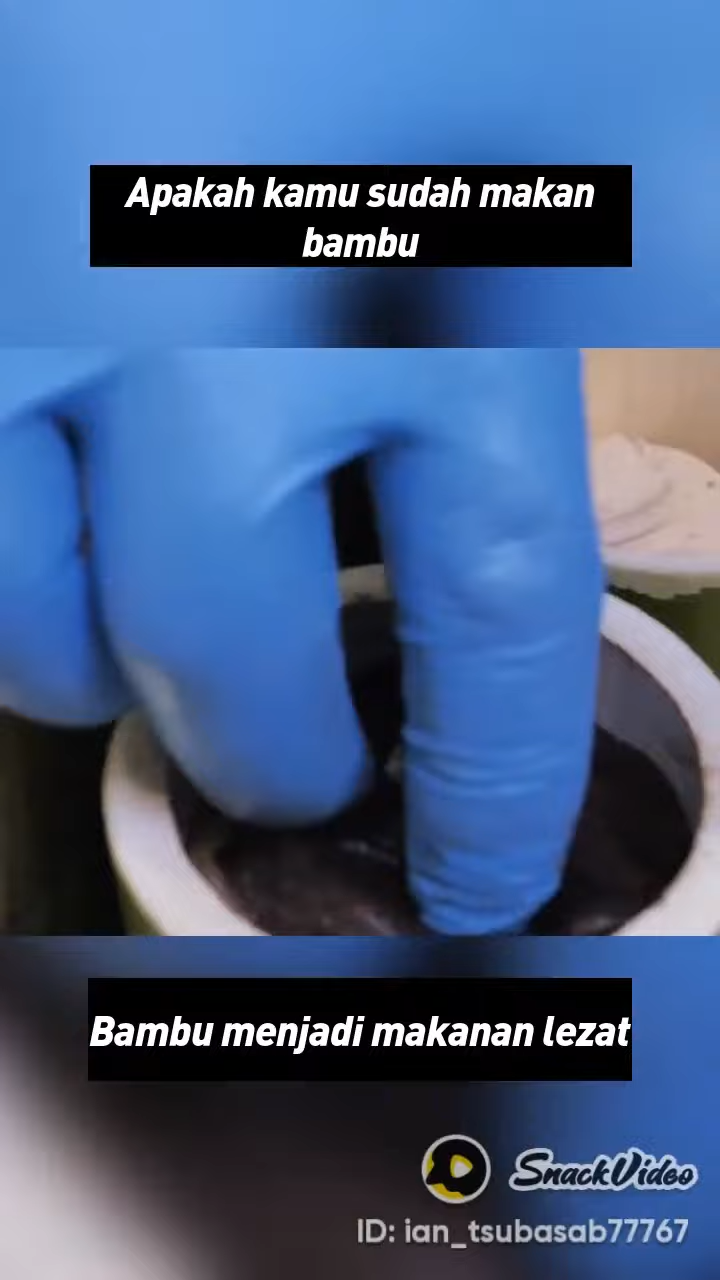 Apakah kamu sudah makan
bambu
Bambu menjadi makanan lezat
SnackVideo
ID: ian_tsubasab77767